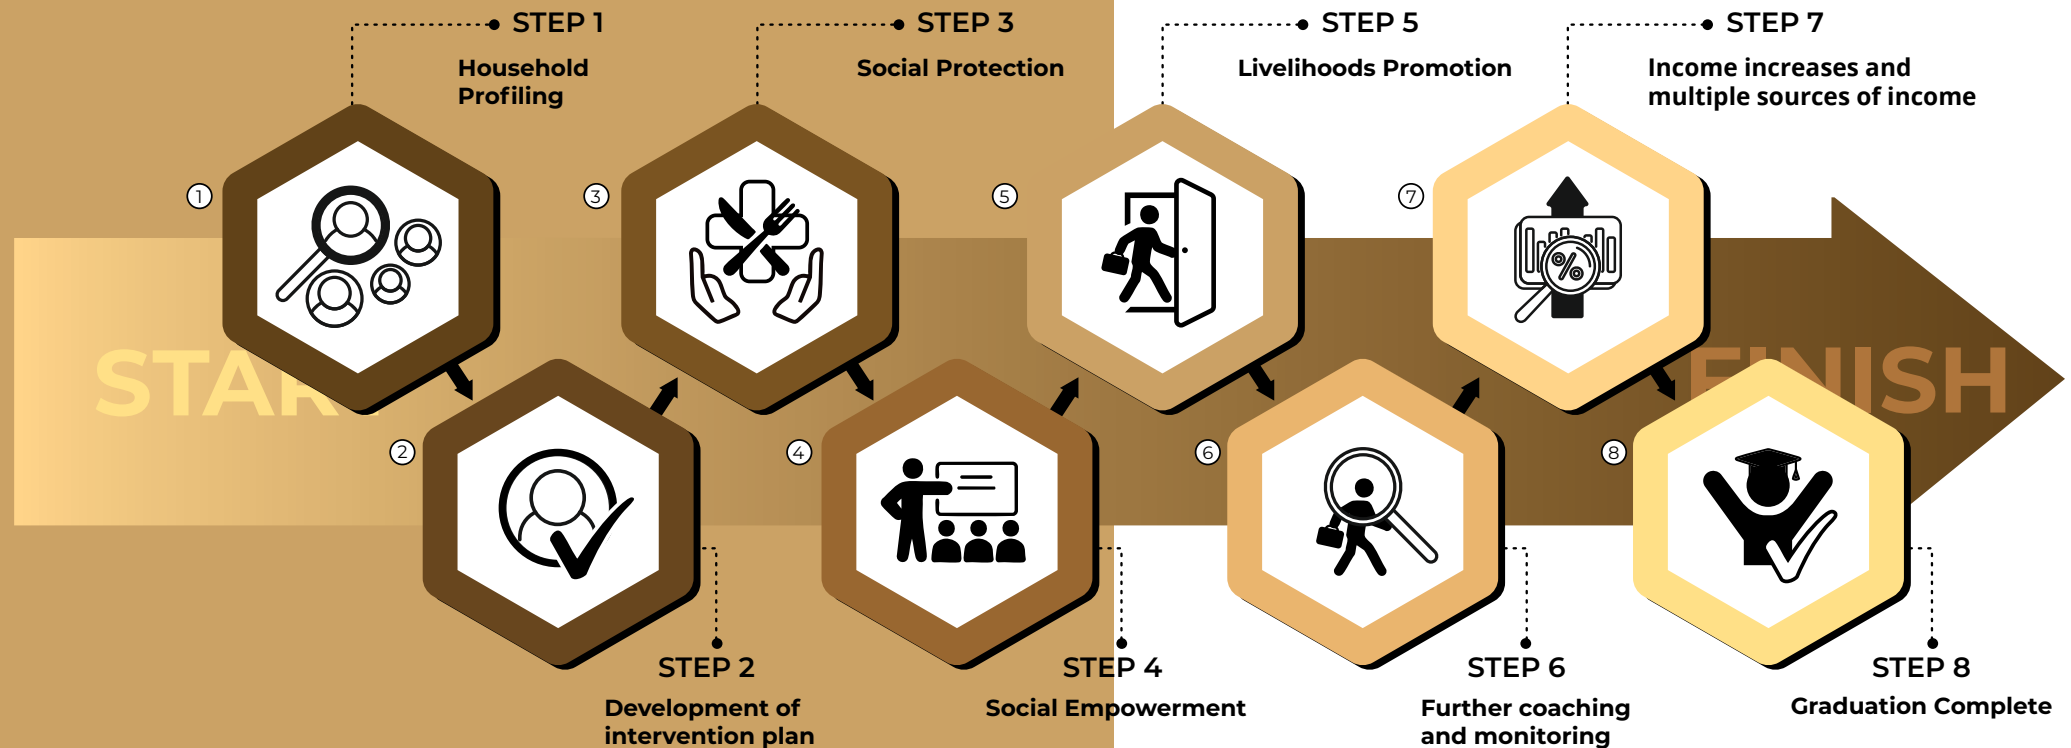 STEP 1
Household
Profiling
STEP 3
Social Protection
STEP 5
Livelihoods Promotion
STEP 7
Income increases and
multiple sources of income
1
3
5
7
START
FINISH
2
4
6
8
%
STEP 2
Development of
intervention plan
STEP 4
Social Empowerment
STEP 6
Further coaching
and monitoring
STEP 8
Graduation Complete